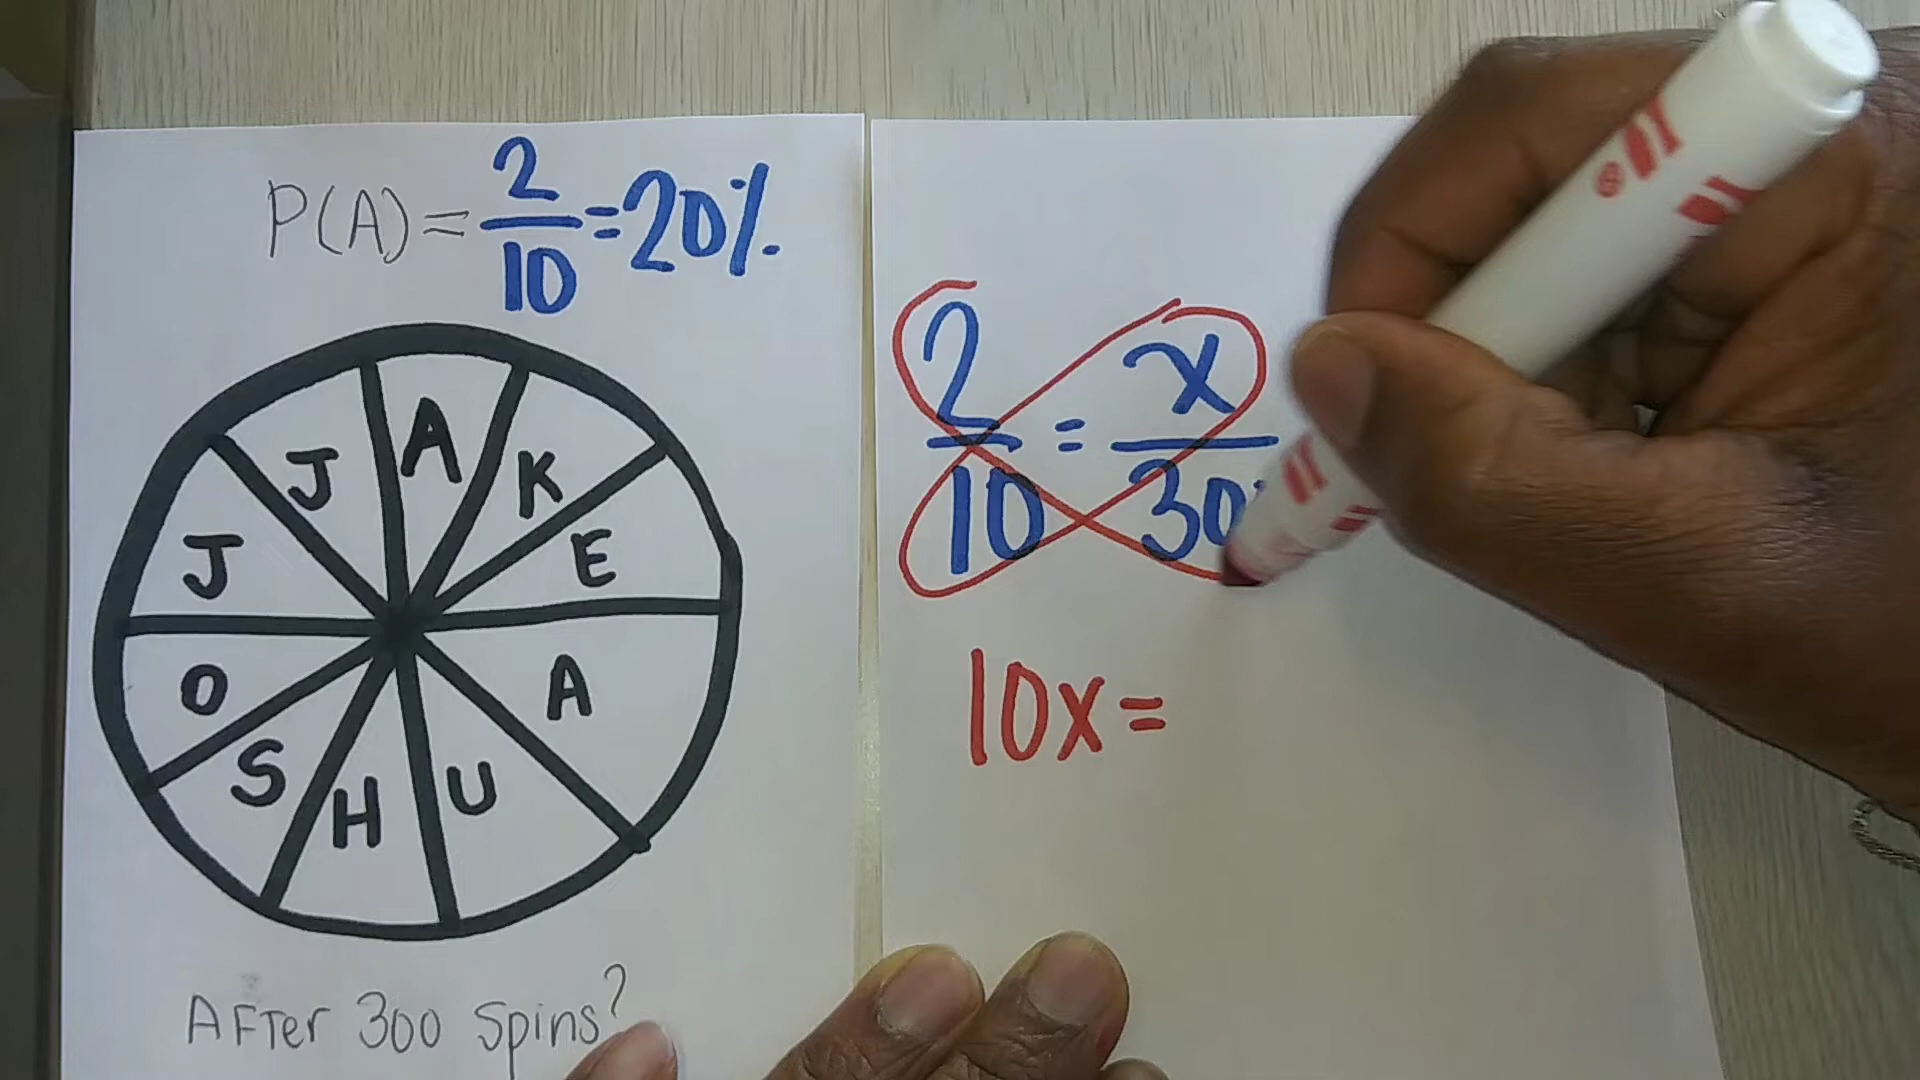 P(A) = 2/10 = 20%
J A K E A U H S O J
After 300 spins?
2/10 = x/30
10x =